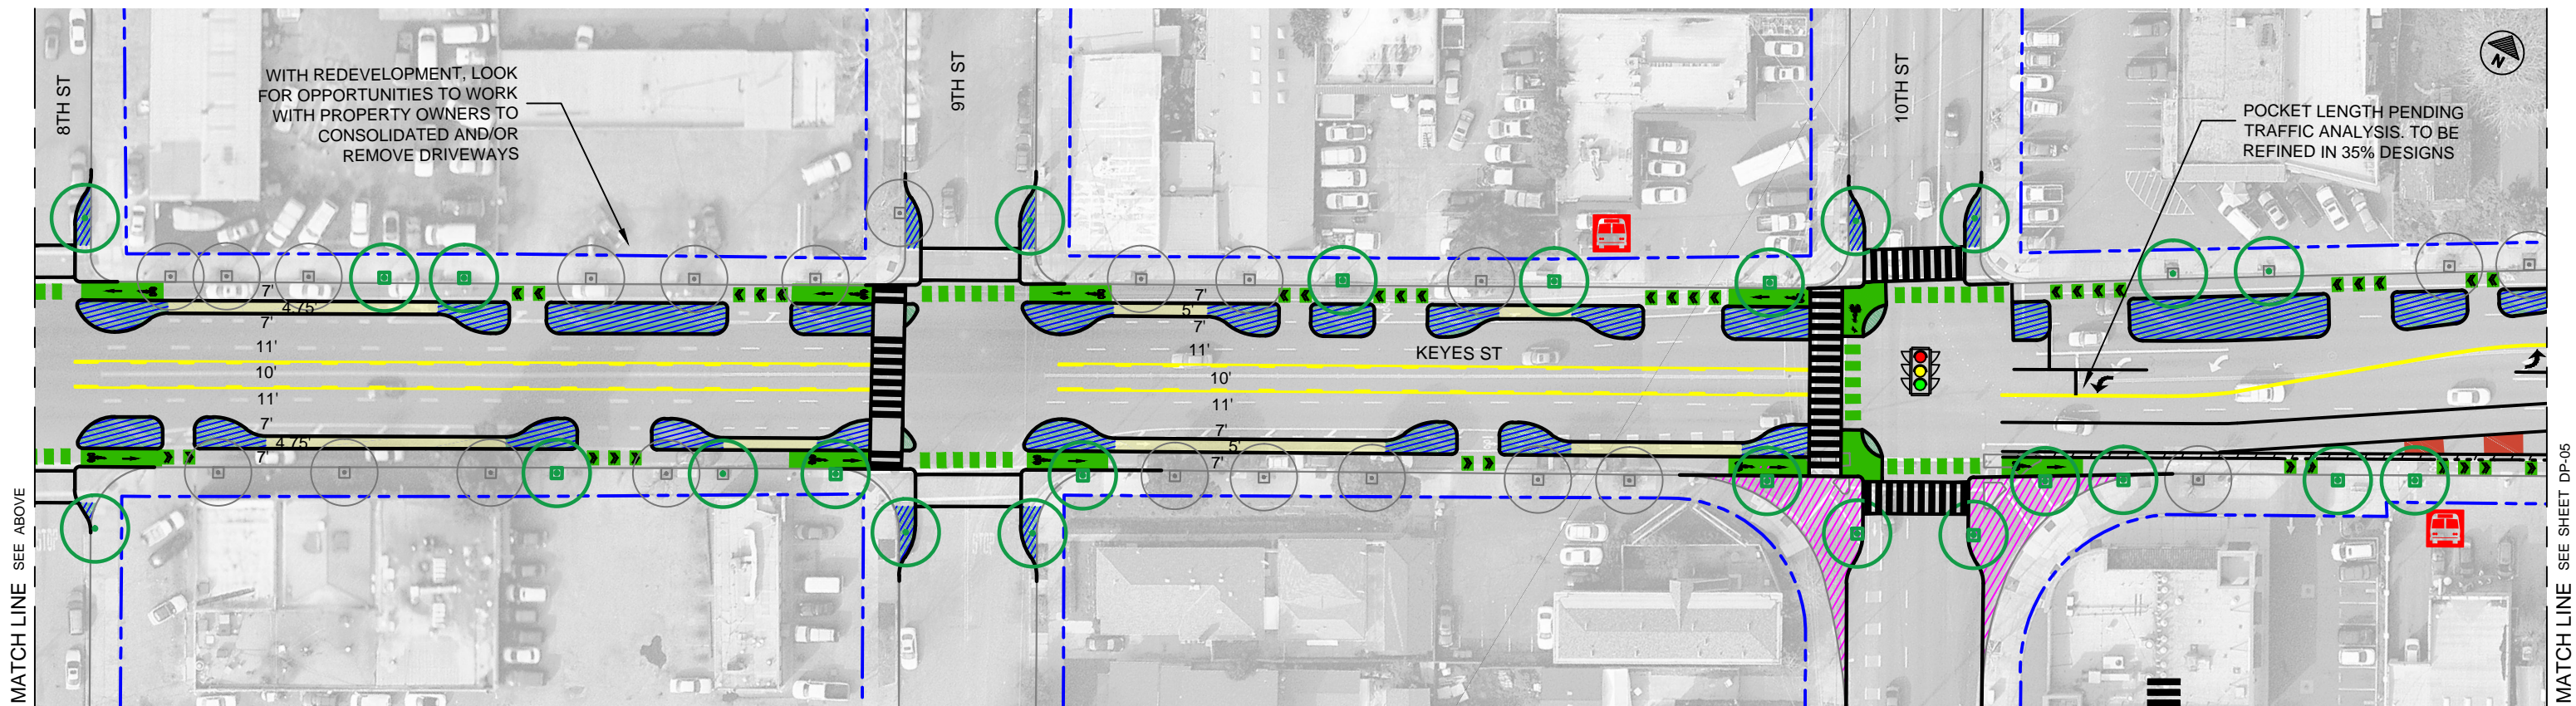 8TH ST
WITH REDEVELOPMENT, LOOK
FOR OPPORTUNITIES TO WORK
WITH PROPERTY OWNERS TO
CONSOLIDATED AND/OR
REMOVE DRIVEWAYS
9TH ST
10TH ST
POCKET LENGTH PENDING
TRAFFIC ANALYSIS. TO BE
REFINED IN 35% DESIGNS
N
7'
4.75'
7'
11'
10'
11'
7'
4.75'
7'
7'
5'
7'
11'
10'
11'
7'
5'
7'
KEYES ST
MATCH LINE SEE ABOVE
MATCH LINE SEE SHEET DP-05